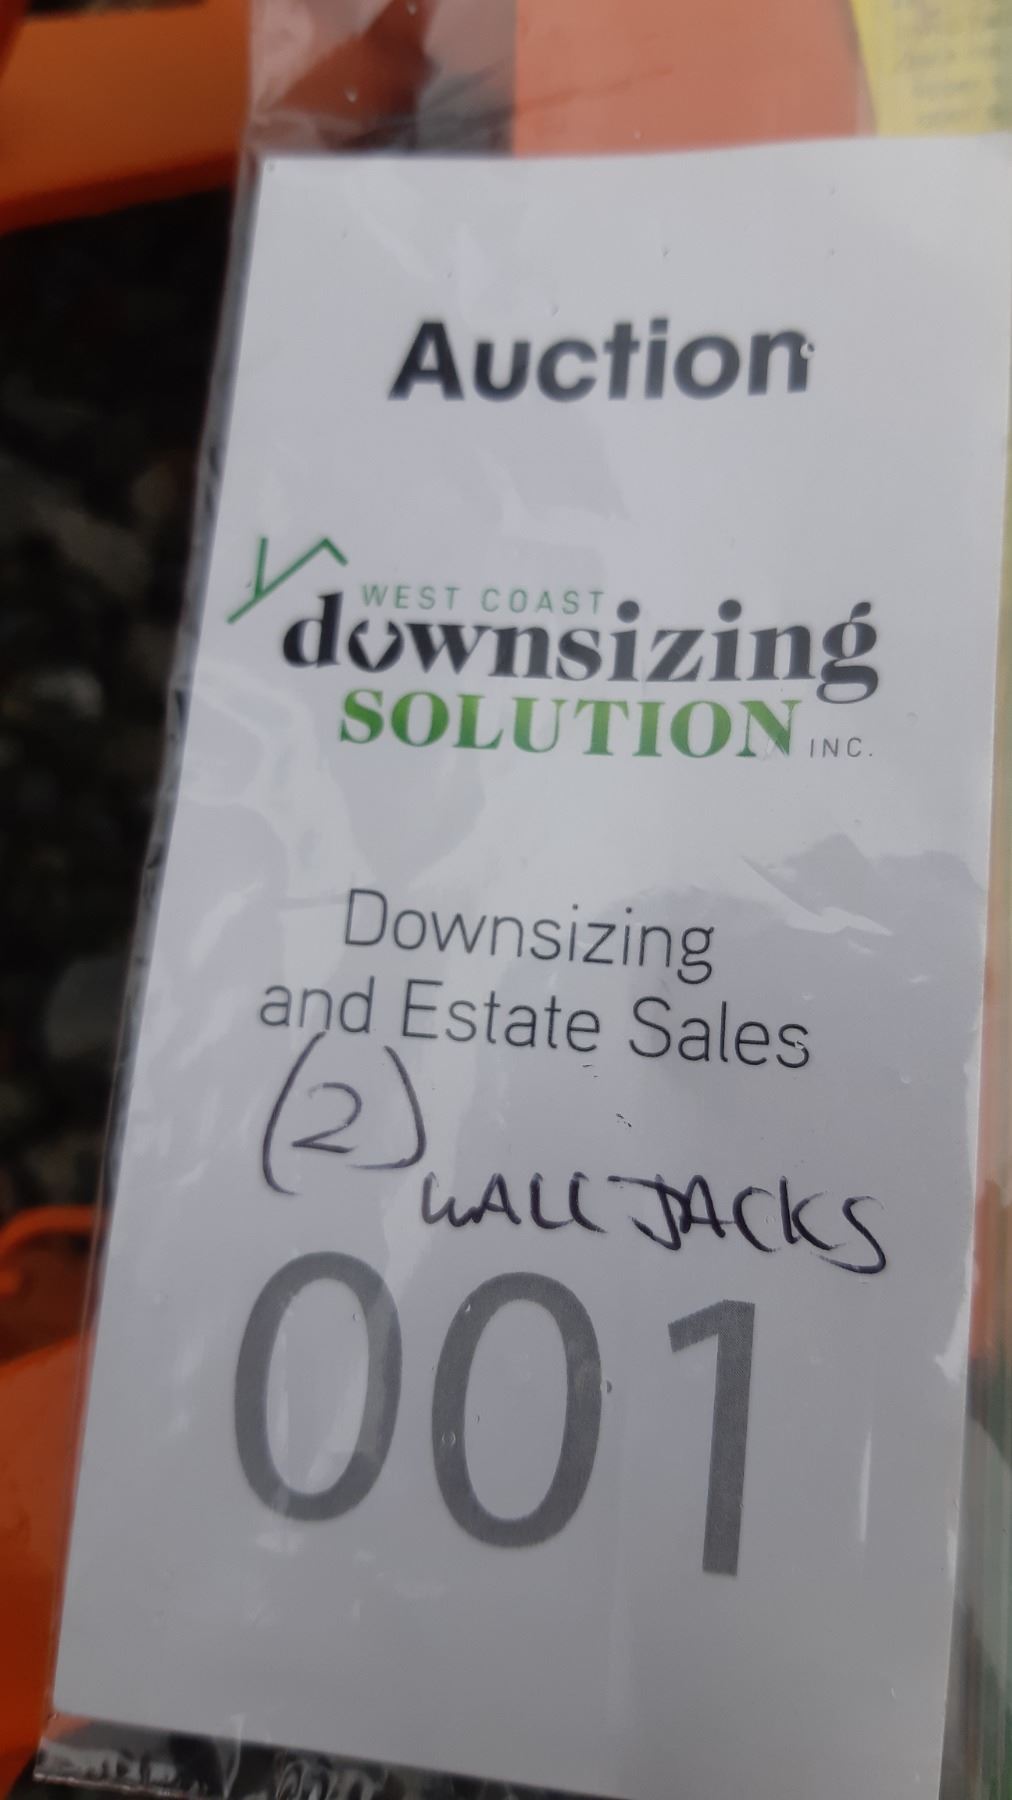 Auction
WEST COAST
downsizing
SOLUTION INC.
Downsizing
and Estate Sales
(2)
WALL JACKS
001